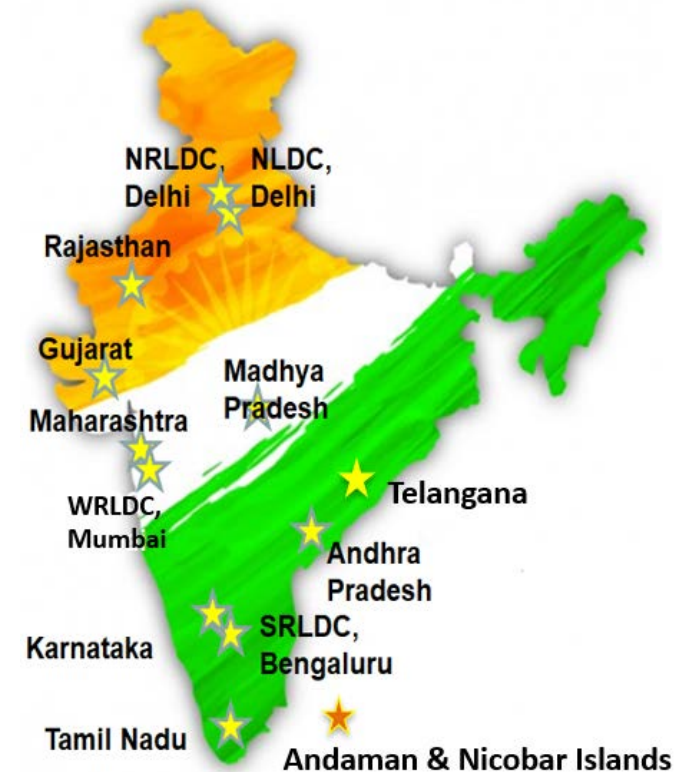 NRLDC,
Delhi
NLDC,
Delhi
Rajasthan
Gujarat
Madhya
Pradesh
Maharashtra
WRLDC,
Mumbai
Telangana
Andhra
Pradesh
SRLDC,
Bengaluru
Karnataka
Tamil Nadu
Andaman & Nicobar Islands